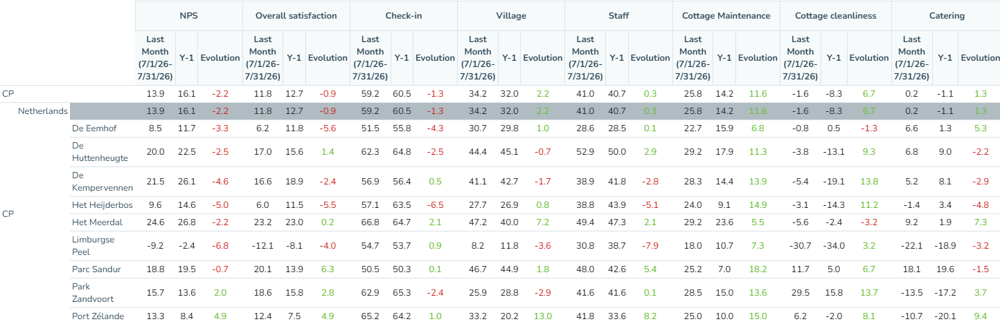 NPS Overall satisfaction Check-in Village Staff Cottage Maintenance Cottage cleanliness Catering
Last Month (7/1/26-7/31/26) Y-1 Evolution Last Month (7/1/26-7/31/26) Y-1 Evolution Last Month (7/1/26-7/31/26) Y-1 Evolution Last Month (7/1/26-7/31/26) Y-1 Evolution Last Month (7/1/26-7/31/26) Y-1 Evolution Last Month (7/1/26-7/31/26) Y-1 Evolution Last Month (7/1/26-7/31/26) Y-1 Evolution Last Month (7/1/26-7/31/26) Y-1 Evolution
CP 13.9 16.1 -2.2 11.8 12.7 -0.9 59.2 60.5 -1.3 34.2 32.0 2.2 41.0 40.7 0.3 25.8 14.2 11.6 -1.6 -8.3 6.7 0.2 -1.1 1.3
Netherlands 13.9 16.1 -2.2 11.8 12.7 -0.9 59.2 60.5 -1.3 34.2 32.0 2.2 41.0 40.7 0.3 25.8 14.2 11.6 -1.6 -8.3 6.7 0.2 -1.1 1.3
De Eemhof 8.5 11.7 -3.3 6.2 11.8 -5.6 51.5 55.8 -4.3 30.7 29.8 1.0 28.6 28.5 0.1 22.7 15.9 6.8 -0.8 0.5 -1.3 6.6 1.3 5.3
De Huttenheugte 20.0 22.5 -2.5 17.0 15.6 1.4 62.3 64.8 -2.5 44.4 45.1 -0.7 52.9 50.0 2.9 29.2 17.9 11.3 -3.8 -13.1 9.3 6.8 9.0 -2.2
De Kempervennen 21.5 26.1 -4.6 16.6 18.9 -2.4 56.9 56.4 0.5 41.1 42.7 -1.7 38.9 41.8 -2.8 28.3 14.4 13.9 -5.4 -19.1 13.8 5.2 8.1 -2.9
Het Heijderbos 9.6 14.6 -5.0 6.0 11.5 -5.5 57.1 63.5 -6.5 27.7 26.9 0.8 38.8 43.9 -5.1 24.0 9.1 14.9 -3.1 -14.3 11.2 -1.4 3.4 -4.8
CP
Het Meerdal 24.6 26.8 -2.2 23.2 23.0 0.2 66.8 64.7 2.1 47.2 40.0 7.2 49.4 47.3 2.1 29.2 23.6 5.5 -5.6 -2.4 -3.2 9.2 1.9 7.3
Limburgse Peel -9.2 -2.4 -6.8 -12.1 -8.1 -4.0 54.7 53.7 0.9 8.2 11.8 -3.6 30.8 38.7 -7.9 18.0 10.7 7.3 -30.7 -34.0 3.2 -22.1 -18.9 -3.2
Parc Sandur 18.8 19.5 -0.7 20.1 13.9 6.3 50.5 50.3 0.1 46.7 44.9 1.8 48.0 42.6 5.4 25.2 7.0 18.2 11.7 5.0 6.7 18.1 19.6 -1.5
Park Zandvoort 15.7 13.6 2.0 18.6 15.8 2.8 62.9 65.3 -2.4 25.9 28.8 -2.9 41.6 41.6 0.1 28.5 15.0 13.6 29.5 15.8 13.7 -13.5 -17.2 3.7
Port Zélande 13.3 8.4 4.9 12.4 7.5 4.9 65.2 64.2 1.0 33.2 20.2 13.0 41.8 33.6 8.2 25.0 10.0 15.0 6.2 -2.0 8.1 -10.7 -20.1 9.4